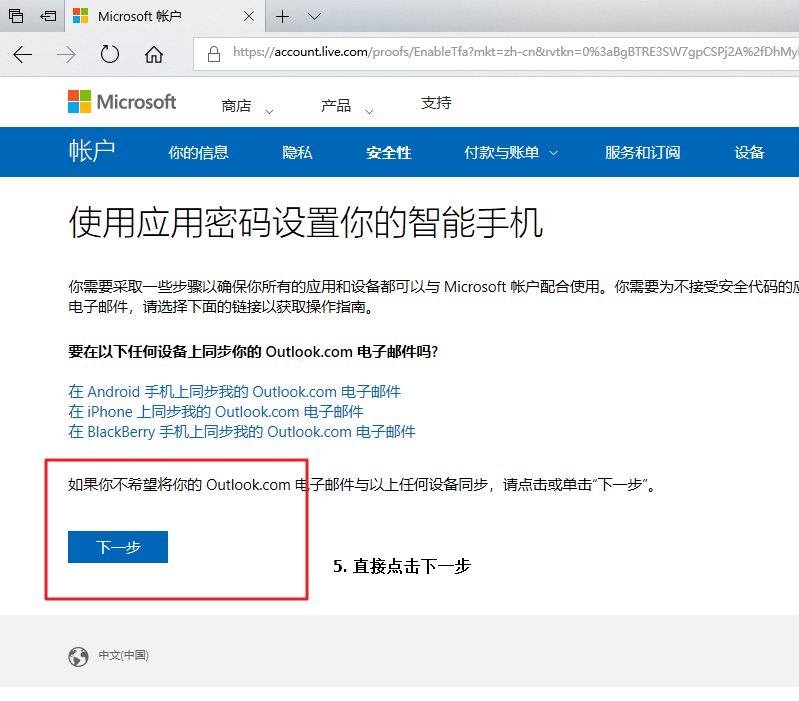 Microsoft 帐户
https://account.live.com/proofs/EnableTfa?mkt=zh-cn&rvtkn=0%3aBgBTRE3SW7gpCSPj2A%2fDhMy
Microsoft
商店
产品
支持
帐户
你的信息
隐私
安全性
付款与账单
服务和订阅
设备
使用应用密码设置你的智能手机
你需要采取一些步骤以确保你所有的应用和设备都可以与 Microsoft 帐户配合使用。你需要为不接受安全代码的
电子邮件，请选择下面的链接以获取操作指南。
要在以下任何设备上同步你的 Outlook.com 电子邮件吗?
在 Android 手机上同步我的 Outlook.com 电子邮件
在 iPhone 上同步我的 Outlook.com 电子邮件
在 BlackBerry 手机上同步我的 Outlook.com 电子邮件
如果你不希望将你的 Outlook.com 电子邮件与以上任何设备同步，请点击或单击“下一步”。
下一步
5. 直接点击下一步
中文(中国)